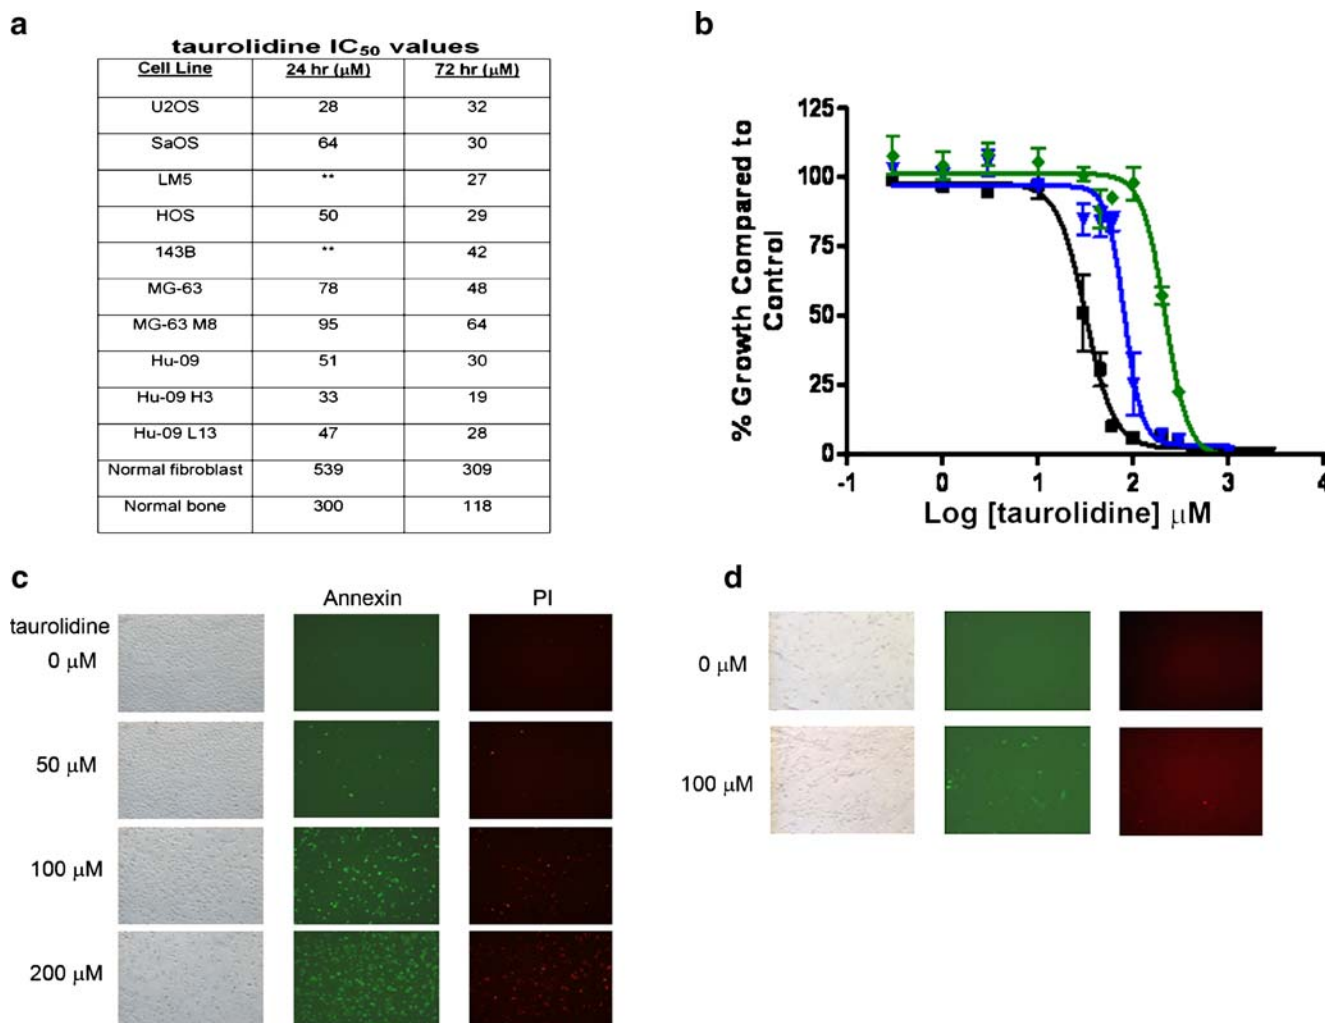 a
taurolidine IC₅₀ values
Cell Line 24 hr (µM) 72 hr (µM)
U2OS 28 32
SaOS 64 30
LM5 ** 27
HOS 50 29
143B ** 42
MG-63 78 48
MG-63 M8 95 64
Hu-09 51 30
Hu-09 H3 33 19
Hu-09 L13 47 28
Normal fibroblast 539 309
Normal bone 300 118
b
% Growth Compared to
Control
125
100
75
50
25
0
-1 0 1 2 3 4
Log [taurolidine] µM
c
Annexin PI
taurolidine
0 µM
50 µM
100 µM
200 µM
d
0 µM
100 µM